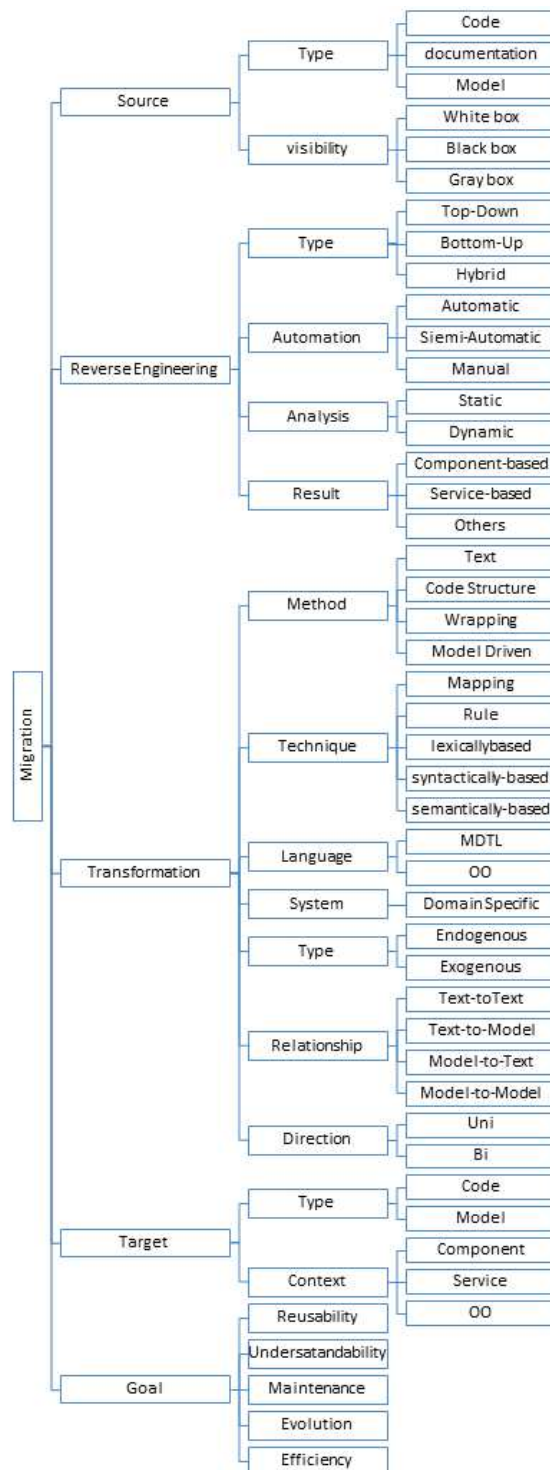 Migration
Source
Type
Code
documentation
Model
visibility
White box
Black box
Gray box
Reverse Engineering
Type
Top-Down
Bottom-Up
Hybrid
Automation
Automatic
Siemi-Automatic
Manual
Analysis
Static
Dynamic
Result
Component-based
Service-based
Others
Transformation
Method
Text
Code Structure
Wrapping
Model Driven
Technique
Mapping
Rule
lexicallybased
syntactically-based
semantically-based
Language
MDTL
OO
System
Domain Specific
Type
Endogenous
Exogenous
Relationship
Text-toText
Text-to-Model
Model-to-Text
Model-to-Model
Direction
Uni
Bi
Target
Type
Code
Model
Context
Component
Service
OO
Goal
Reusability
Undersatandability
Maintenance
Evolution
Efficiency